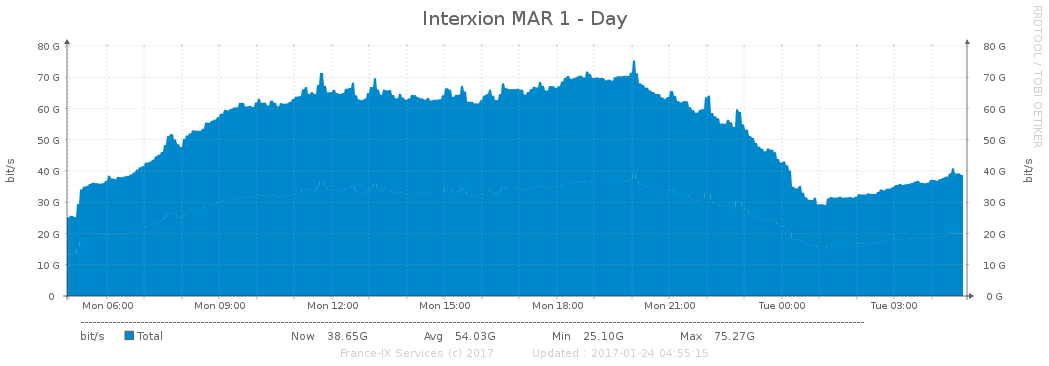 Interxion MAR 1 - Day
RRDTOOL / TOBI OETIKER
80 G 80 G
70 G 70 G
60 G 60 G
50 G 50 G
40 G 40 G
30 G 30 G
20 G 20 G
10 G 10 G
0 0 G
bit/s bit/s
Mon 06:00 Mon 09:00 Mon 12:00 Mon 15:00 Mon 18:00 Mon 21:00 Tue 00:00 Tue 03:00
bit/s Total Now 38.65G Avg 54.03G Min 25.10G Max 75.27G
France-IX Services (c) 2017 Updated : 2017-01-24 04:55:15